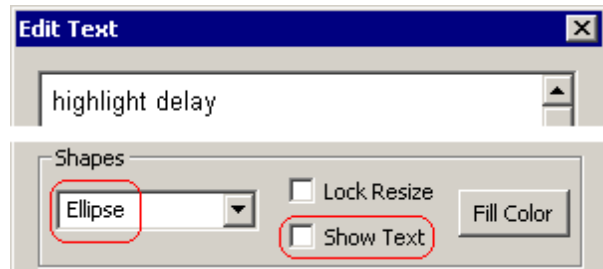 Edit Text
highlight delay
Shapes
Ellipse
Lock Resize
Show Text
Fill Color